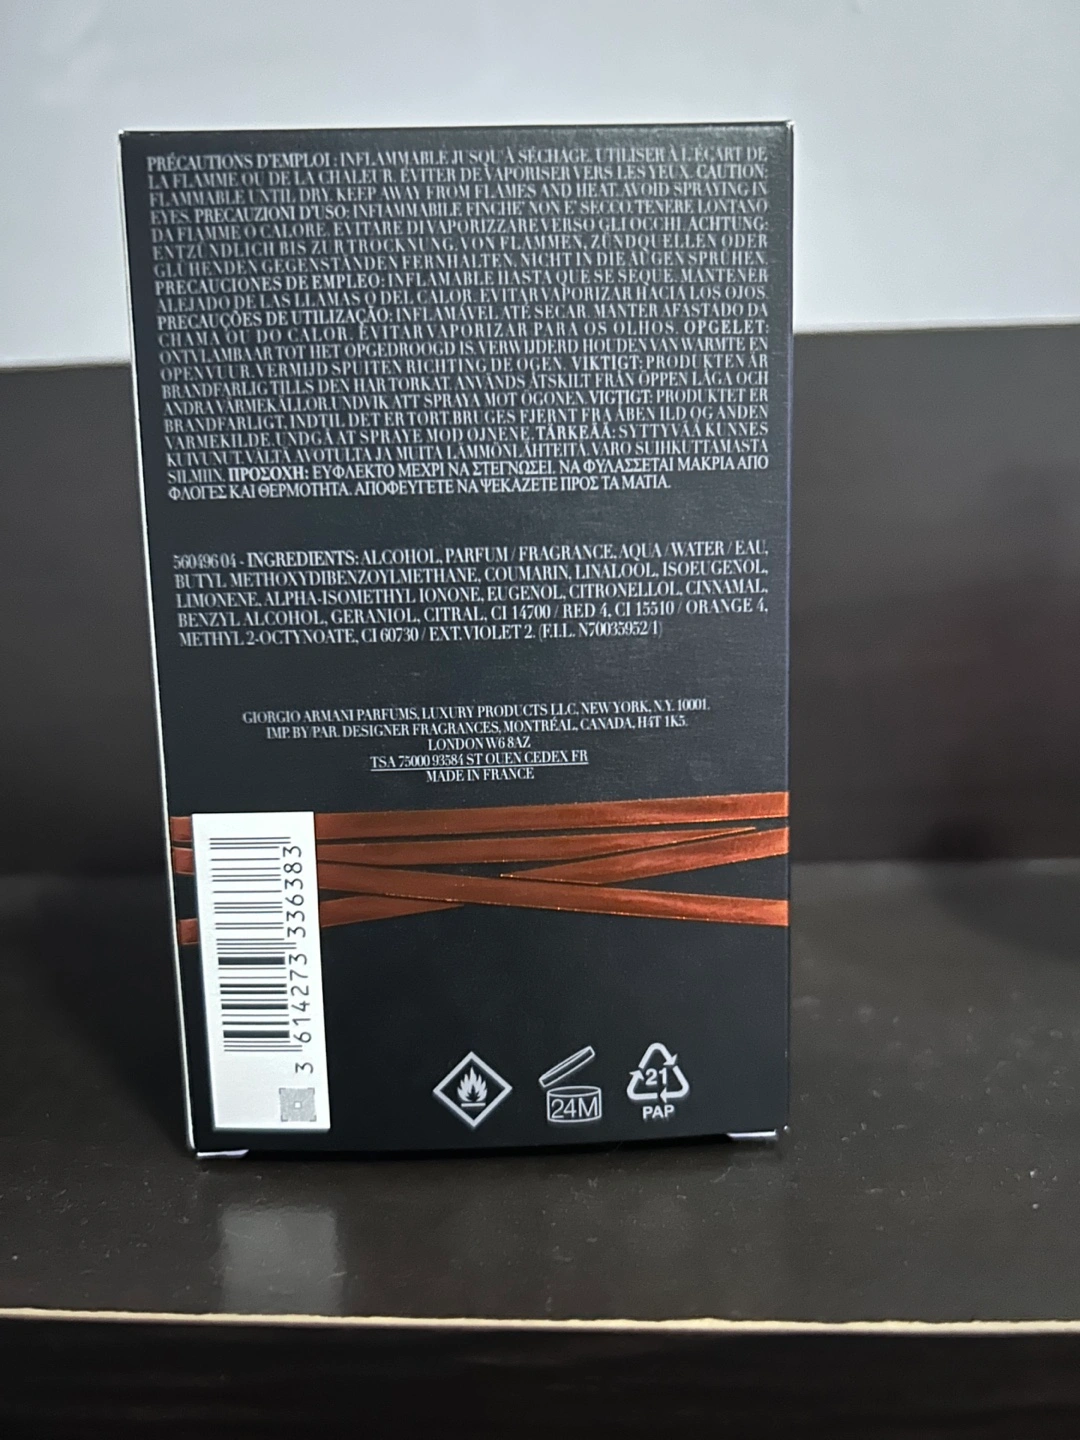 PRÉCAUTIONS D'EMPLOI : INFLAMMABLE JUSQU'À SÉCHAGE. UTILISER À L'ÉCART DE
LA FLAMME OU DE LA CHALEUR. ÉVITER DE VAPORISER VERS LES YEUX. CAUTION:
FLAMMABLE UNTIL DRY. KEEP AWAY FROM FLAMES AND HEAT. AVOID SPRAYING IN
EYES. PRECAUZIONI D'USO: INFIAMMABILE FINCHE' NON E' SECCO. TENERE LONTANO
DA FIAMME O CALORE. EVITARE DI VAPORIZZARE VERSO GLI OCCHI. ACHTUNG:
ENTZÜNDLICH BIS ZUR TROCKNUNG. VON FLAMMEN, ZÜNDQUELLEN ODER
GLÜHENDEN GEGENSTÄNDEN FERNHALTEN. NICHT IN DIE AUGEN SPRÜHEN.
PRECAUCIONES DE EMPLEO: INFLAMABLE HASTA QUE SE SEQUE. MANTENER
ALEJADO DE LAS LLAMAS O DEL CALOR. EVITAR VAPORIZAR HACIA LOS OJOS.
PRECAUÇÕES DE UTILIZAÇÃO: INFLAMÁVEL ATÉ SECAR. MANTER AFASTADO DA
CHAMA OU DO CALOR. EVITAR VAPORIZAR PARA OS OLHOS. OPGELET:
ONTVLAMBAAR TOT HET OPGEDROOGD IS. VERWIJDERD HOUDEN VAN WARMTE EN
OPEN VUUR. VERMIJD SPUITEN RICHTING DE OGEN. VIKTIGT: PRODUKTEN ÄR
BRANDFARLIG TILLS DEN HAR TORKAT. ANVÄNDS ÅTSKILT FRÅN ÖPPEN LÅGA OCH
ANDRA VÄRMEKÄLLOR. UNDVIK ATT SPRAYA MOT ÖGONEN. VIGTIGT: PRODUKTET ER
BRANDFARLIGT, INDTIL DET ER TØRT. BRUGES FJERNT FRA ÅBEN ILD OG ANDEN
VARMEKILDE. UNDGÅ AT SPRAYE MOD ØJNENE. TÄRKEÄÄ: SYTTYVÄÄ KUNNES
KUIVUNUT. VÄLTÄ AVOTULTA JA MUITA LÄMMÖNLÄHTEITÄ. VARO SUIHKUTTAMASTA
SILMIIN. ΠΡΟΣΟΧΗ: ΕΥΦΛΕΚΤΟ ΜΕΧΡΙ ΝΑ ΣΤΕΓΝΩΣΕΙ. ΝΑ ΦΥΛΑΣΣΕΤΑΙ ΜΑΚΡΙΑ ΑΠΟ
ΦΛΟΓΕΣ ΚΑΙ ΘΕΡΜΟΤΗΤΑ. ΑΠΟΦΕΥΓΕΤΕ ΝΑ ΨΕΚΑΖΕΤΕ ΠΡΟΣ ΤΑ ΜΑΤΙΑ.
560496 04 - INGREDIENTS: ALCOHOL, PARFUM / FRAGRANCE, AQUA / WATER / EAU,
BUTYL METHOXYDIBENZOYLMETHANE, COUMARIN, LINALOOL, ISOEUGENOL,
LIMONENE, ALPHA-ISOMETHYL IONONE, EUGENOL, CITRONELLOL, CINNAMAL,
BENZYL ALCOHOL, GERANIOL, CITRAL, CI 14700 / RED 4, CI 15510 / ORANGE 4,
METHYL 2-OCTYNOATE, CI 60730 / EXT. VIOLET 2. (F.I.L. N70035952/1)
GIORGIO ARMANI PARFUMS, LUXURY PRODUCTS LLC, NEW YORK, N.Y. 10001.
IMP. BY/PAR. DESIGNER FRAGRANCES, MONTRÉAL, CANADA, H4T 1K5.
LONDON W6 8AZ
TSA 75000 93584 ST OUEN CEDEX FR
MADE IN FRANCE
3 614273 336383
24M
21
PAP